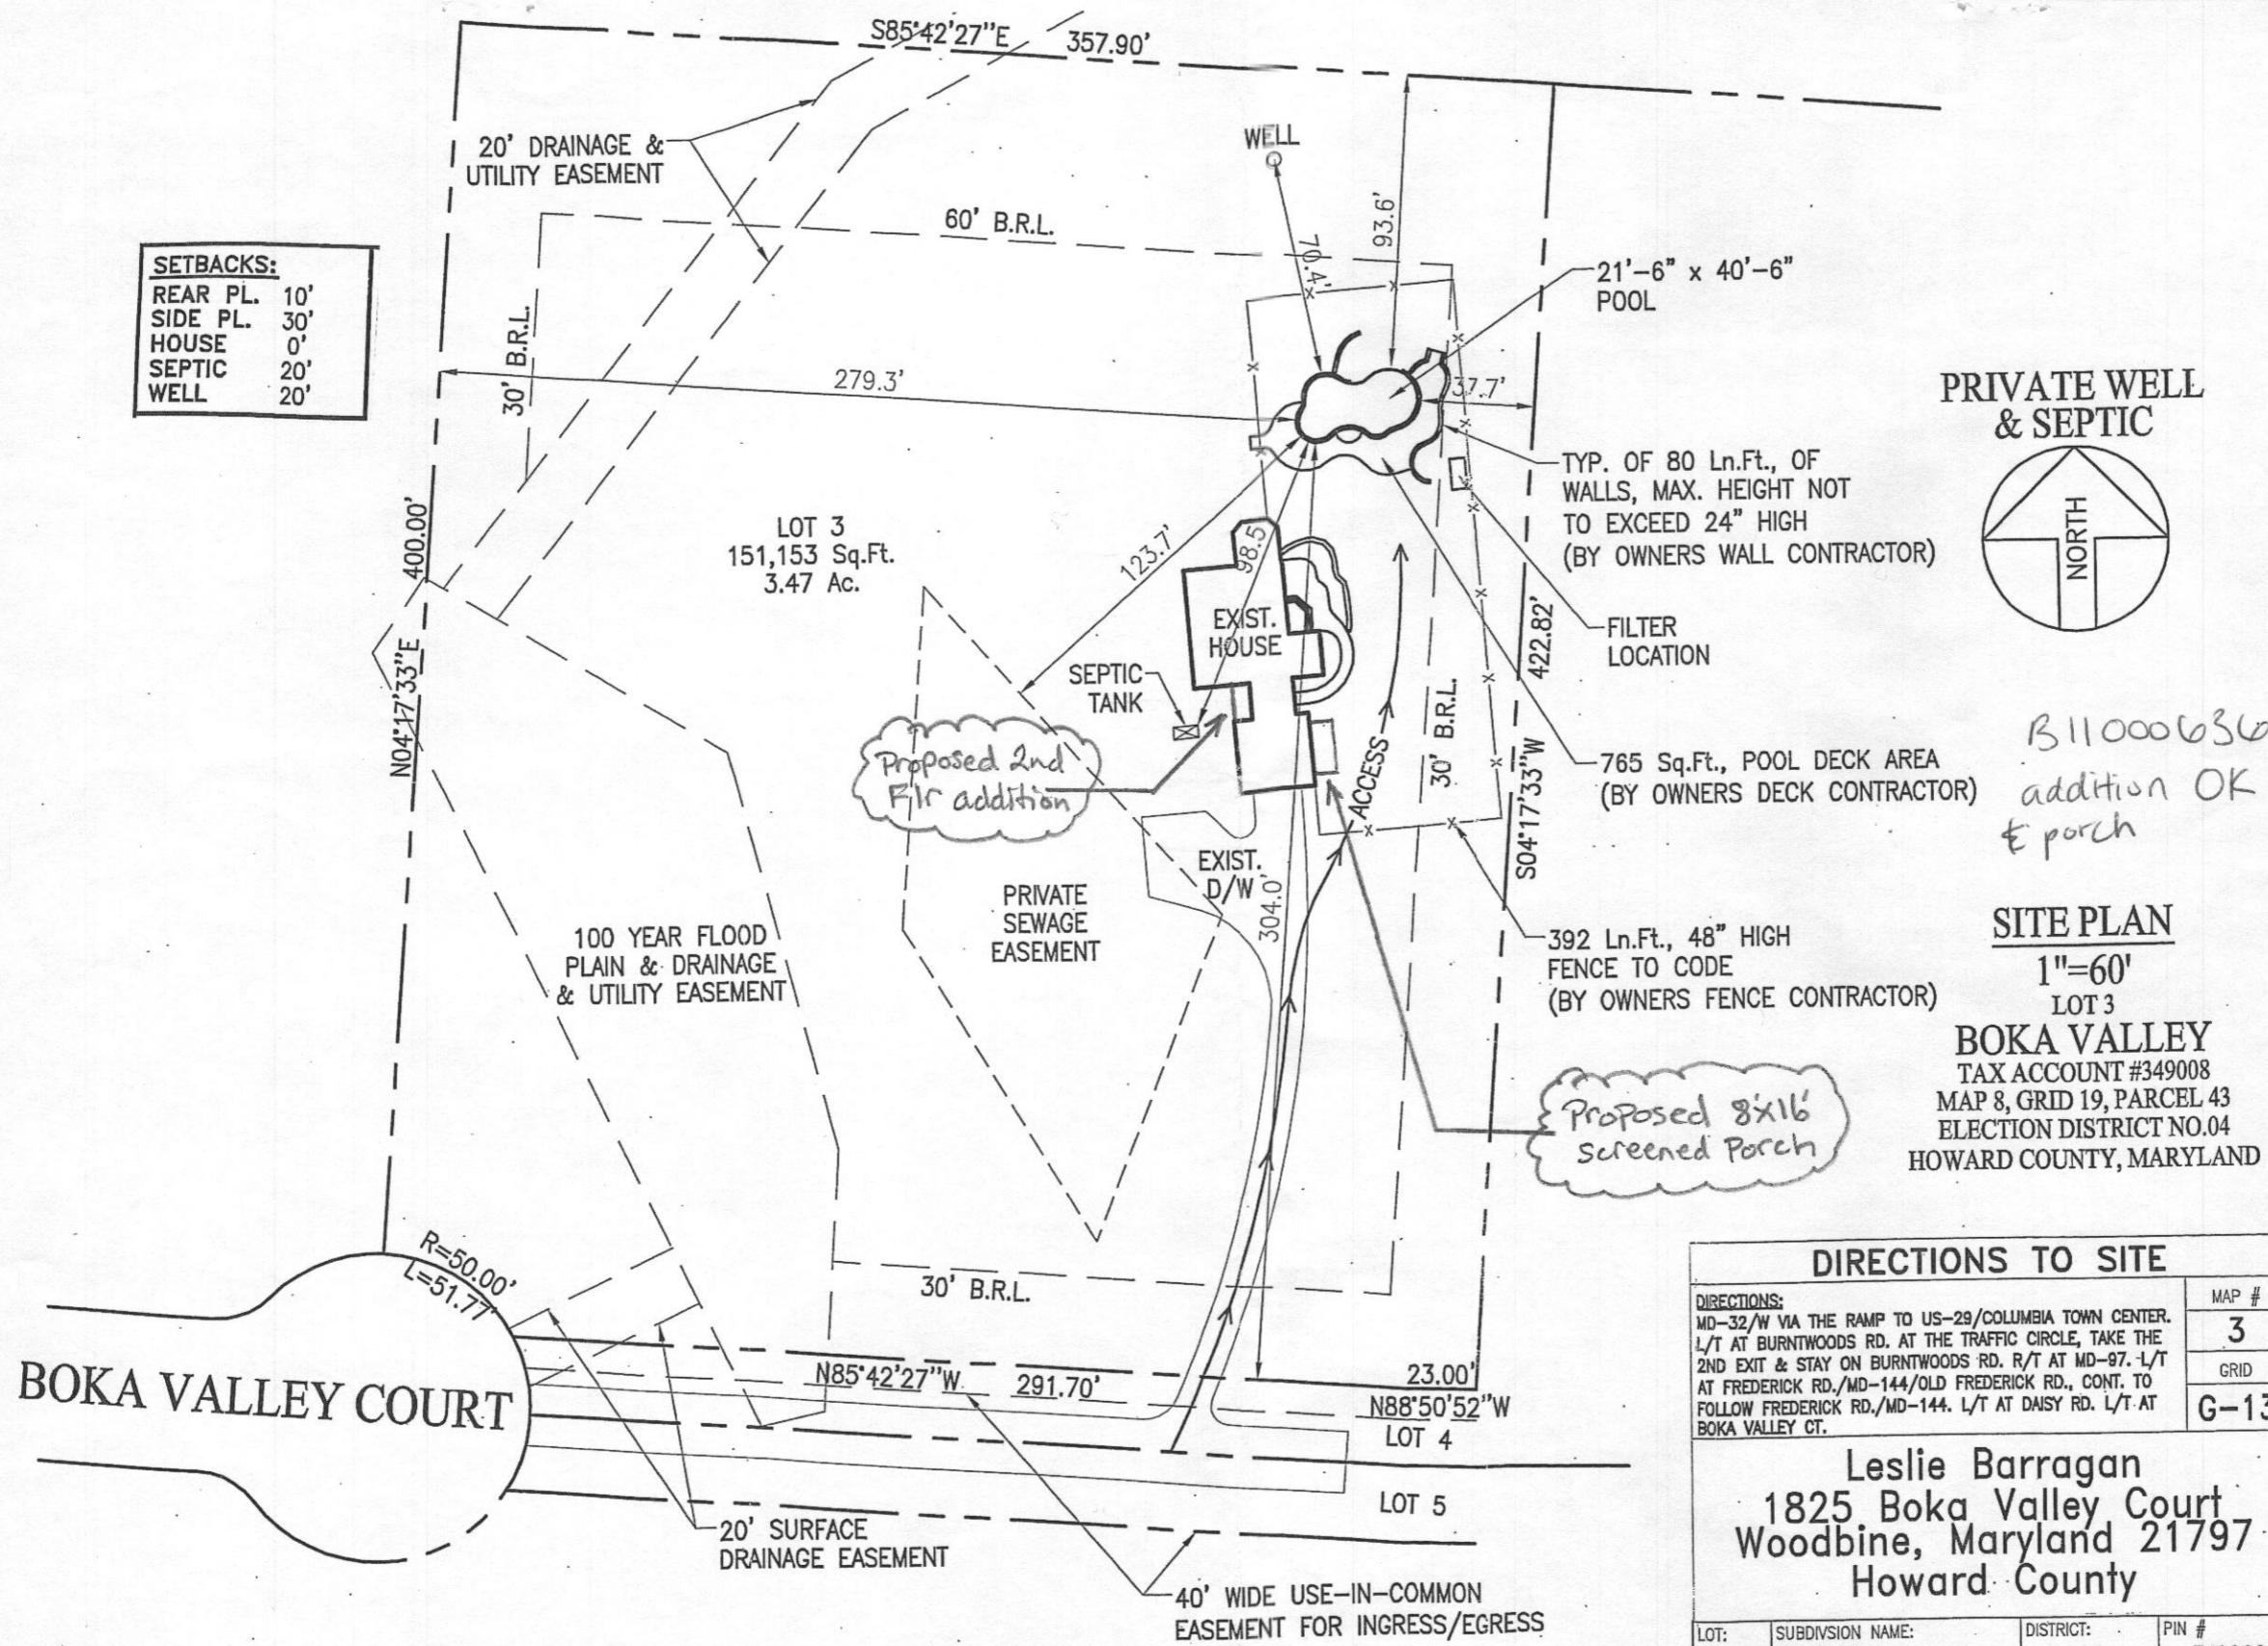 S85°42'27"E 357.90'
20' DRAINAGE &
UTILITY EASEMENT
WELL
60' B.R.L.
70.4'
93.6'
21'-6" x 40'-6"
POOL
SETBACKS:
REAR PL. 10'
SIDE PL. 30'
HOUSE 0'
SEPTIC 20'
WELL 20'
30' B.R.L.
279.3'
37.7'
PRIVATE WELL
& SEPTIC
NORTH
TYP. OF 80 Ln.Ft., OF
WALLS, MAX. HEIGHT NOT
TO EXCEED 24" HIGH
(BY OWNERS WALL CONTRACTOR)
400.00'
N04°17'33"E
LOT 3
151,153 Sq.Ft.
3.47 Ac.
123.7'
98.5'
EXIST.
HOUSE
FILTER
LOCATION
422.82'
S04°17'33"W
SEPTIC
TANK
30' B.R.L.
ACCESS
Proposed 2nd
Flr addition
765 Sq.Ft., POOL DECK AREA
(BY OWNERS DECK CONTRACTOR)
B11000636
addition OK
& porch
EXIST.
D/W
304.0'
PRIVATE
SEWAGE
EASEMENT
100 YEAR FLOOD
PLAIN & DRAINAGE
& UTILITY EASEMENT
392 Ln.Ft., 48" HIGH
FENCE TO CODE
(BY OWNERS FENCE CONTRACTOR)
SITE PLAN
1"=60'
LOT 3
BOKA VALLEY
TAX ACCOUNT #349008
MAP 8, GRID 19, PARCEL 43
ELECTION DISTRICT NO.04
HOWARD COUNTY, MARYLAND
Proposed 8'x16'
screened Porch
R=50.00'
L=51.77'
30' B.R.L.
BOKA VALLEY COURT
N85°42'27"W 291.70'
23.00'
N88°50'52"W
LOT 4
LOT 5
20' SURFACE
DRAINAGE EASEMENT
40' WIDE USE-IN-COMMON
EASEMENT FOR INGRESS/EGRESS
DIRECTIONS TO SITE
DIRECTIONS:
MD-32/W VIA THE RAMP TO US-29/COLUMBIA TOWN CENTER.
L/T AT BURNTWOODS RD. AT THE TRAFFIC CIRCLE, TAKE THE
2ND EXIT & STAY ON BURNTWOODS RD. R/T AT MD-97. L/T
AT FREDERICK RD./MD-144/OLD FREDERICK RD., CONT. TO
FOLLOW FREDERICK RD./MD-144. L/T AT DAISY RD. L/T AT
BOKA VALLEY CT.
MAP #
3
GRID
G-13
Leslie Barragan
1825 Boka Valley Court
Woodbine, Maryland 21797
Howard County
LOT: SUBDIVSION NAME: DISTRICT: PIN #